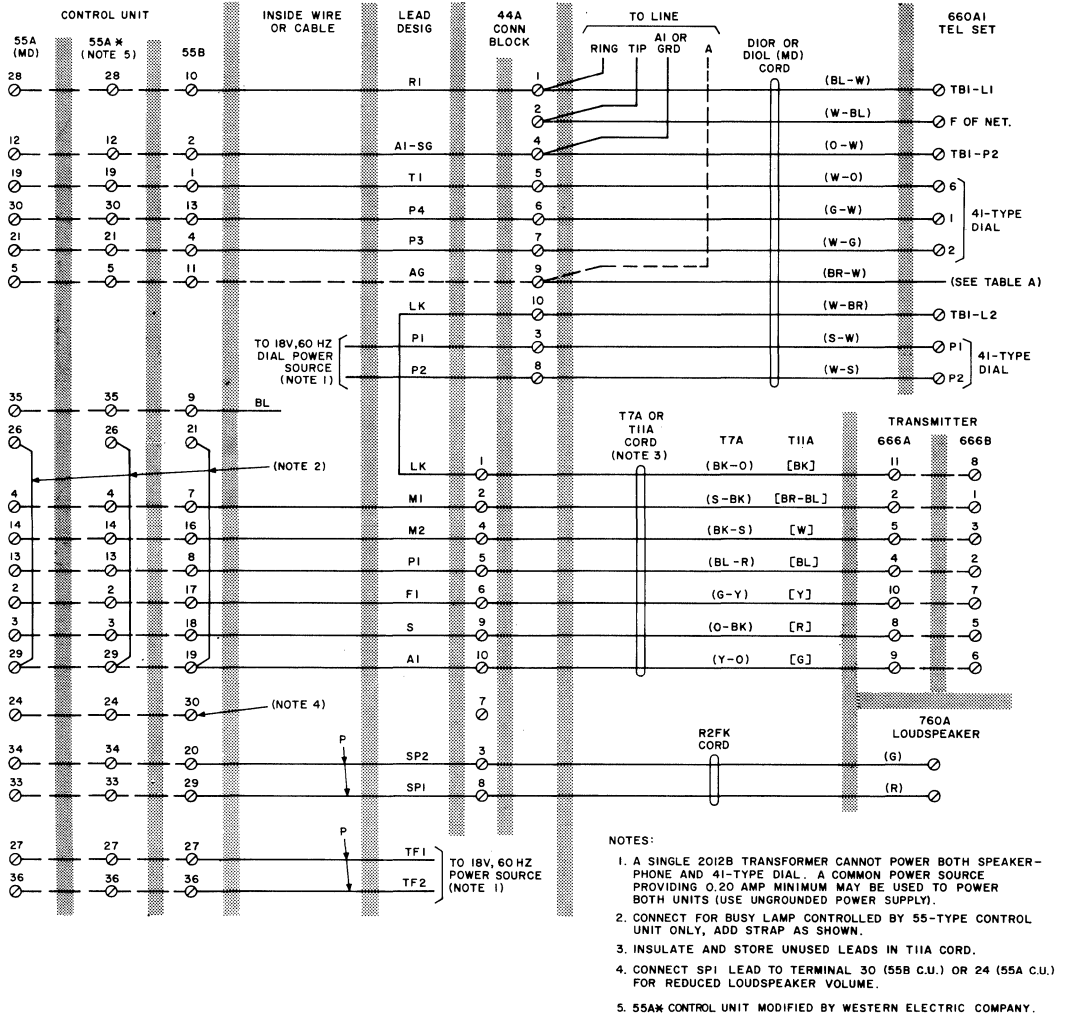 CONTROL UNIT
INSIDE WIRE
OR CABLE
LEAD
DESIG
44A
CONN
BLOCK
TO LINE
660A1
TEL SET
55A
(MD)
55A*
(NOTE 5)
55B
RING TIP A1 OR GRD A
D10R OR
D10L (MD)
CORD
28 28 10 R1 1 (BL-W) TB1-L1
2 (W-BL) F OF NET.
12 12 2 A1-SG 4 (O-W) TB1-P2
19 19 1 T1 5 (W-O) 6
30 30 13 P4 6 (G-W) 1
21 21 4 P3 7 (W-G) 2
41-TYPE
DIAL
5 5 11 AG 9 (BR-W) (SEE TABLE A)
LK 10 (W-BR) TB1-L2
TO 18V, 60 HZ
DIAL POWER
SOURCE
(NOTE 1)
P1 3 (S-W) P1
P2 8 (W-S) P2
41-TYPE
DIAL
35 35 9 BL
26 26 21
(NOTE 2)
T7A OR
T11A
CORD
(NOTE 3)
T7A T11A
TRANSMITTER
666A 666B
LK 1 (BK-O) [BK] 11 8
4 4 7 M1 2 (S-BK) [BR-BL] 2 1
14 14 16 M2 4 (BK-S) [W] 5 3
13 13 8 P1 5 (BL-R) [BL] 4 2
2 2 17 F1 6 (G-Y) [Y] 10 7
3 3 18 S 9 (O-BK) [R] 8 5
29 29 19 A1 10 (Y-O) [G] 9 6
24 24 30 (NOTE 4) 7
760A
LOUDSPEAKER
R2FK
CORD
P
34 34 20 SP2 3 (G)
33 33 29 SP1 8 (R)
P
27 27 27 TF1
36 36 36 TF2
TO 18V, 60 HZ
POWER SOURCE
(NOTE 1)
NOTES:
1. A SINGLE 2012B TRANSFORMER CANNOT POWER BOTH SPEAKER-
PHONE AND 41-TYPE DIAL. A COMMON POWER SOURCE
PROVIDING 0.20 AMP MINIMUM MAY BE USED TO POWER
BOTH UNITS (USE UNGROUNDED POWER SUPPLY).
2. CONNECT FOR BUSY LAMP CONTROLLED BY 55-TYPE CONTROL
UNIT ONLY, ADD STRAP AS SHOWN.
3. INSULATE AND STORE UNUSED LEADS IN T11A CORD.
4. CONNECT SP1 LEAD TO TERMINAL 30 (55B C.U.) OR 24 (55A C.U.)
FOR REDUCED LOUDSPEAKER VOLUME.
5. 55A* CONTROL UNIT MODIFIED BY WESTERN ELECTRIC COMPANY.